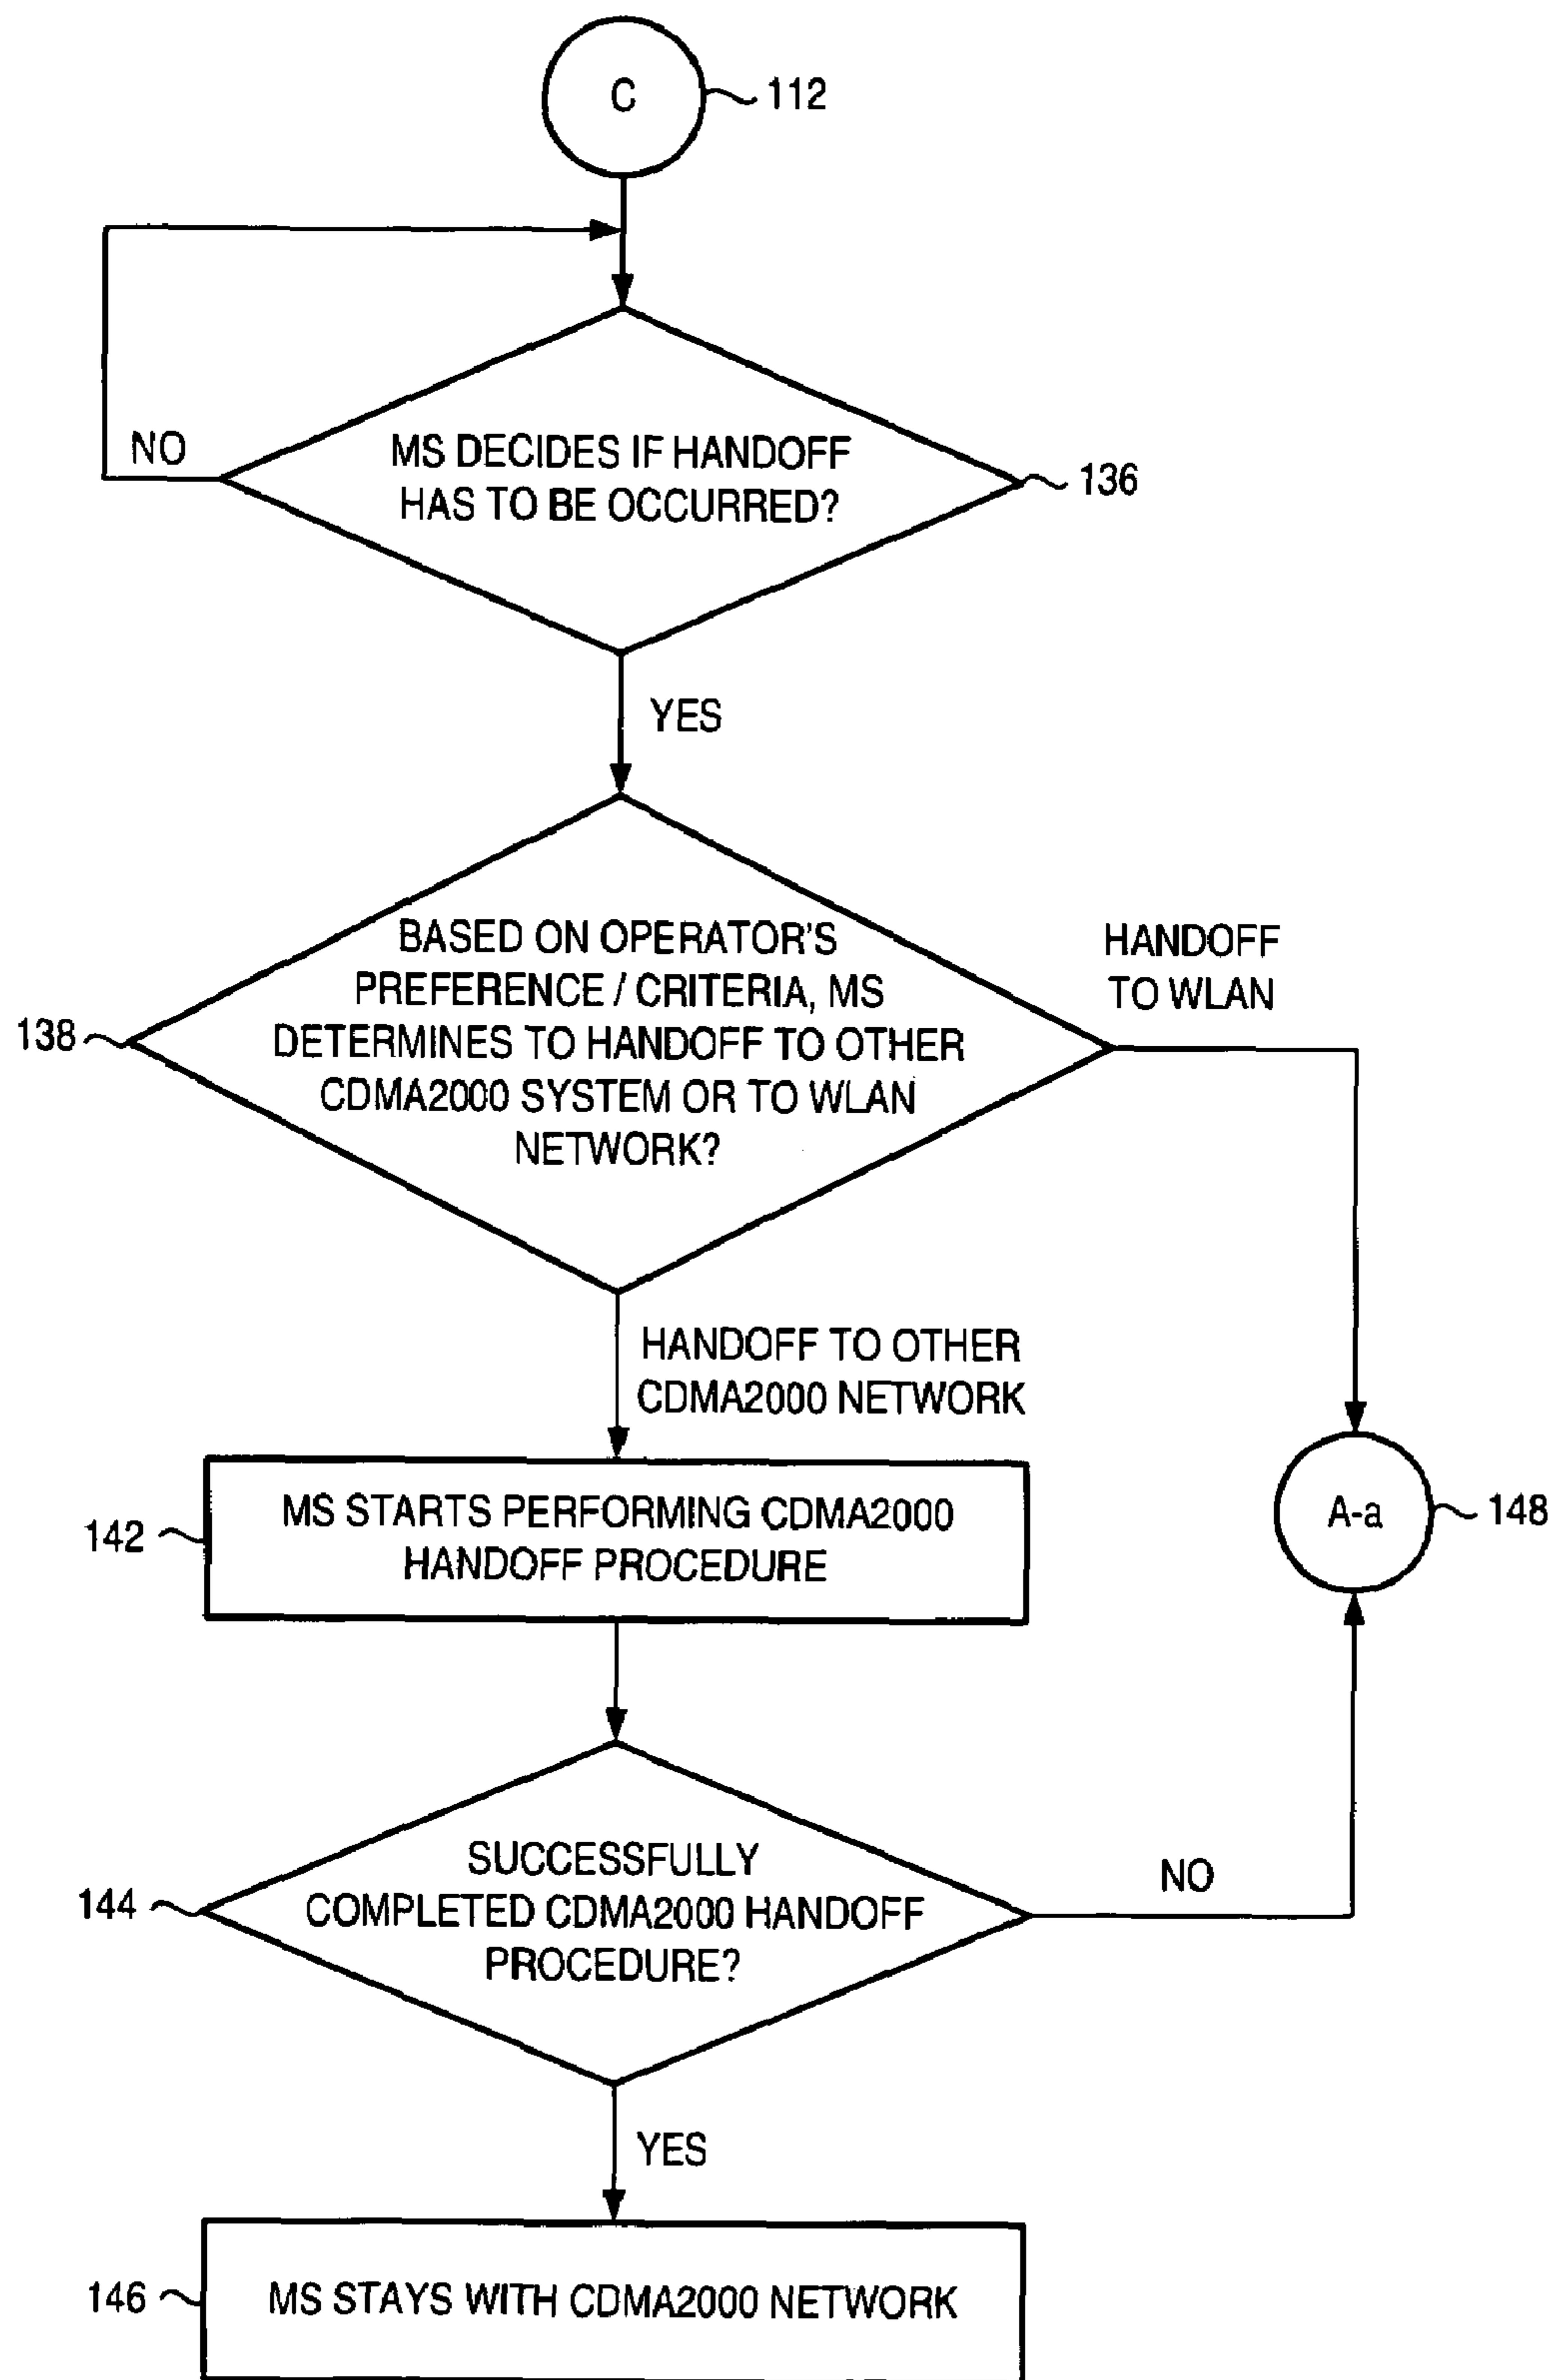 C
112
NO
MS DECIDES IF HANDOFF
HAS TO BE OCCURRED?
136
YES
BASED ON OPERATOR'S
PREFERENCE / CRITERIA, MS
DETERMINES TO HANDOFF TO OTHER
CDMA2000 SYSTEM OR TO WLAN
NETWORK?
138
HANDOFF
TO WLAN
HANDOFF TO OTHER
CDMA2000 NETWORK
142
MS STARTS PERFORMING CDMA2000
HANDOFF PROCEDURE
A-a
148
144
SUCCESSFULLY
COMPLETED CDMA2000 HANDOFF
PROCEDURE?
NO
YES
146
MS STAYS WITH CDMA2000 NETWORK